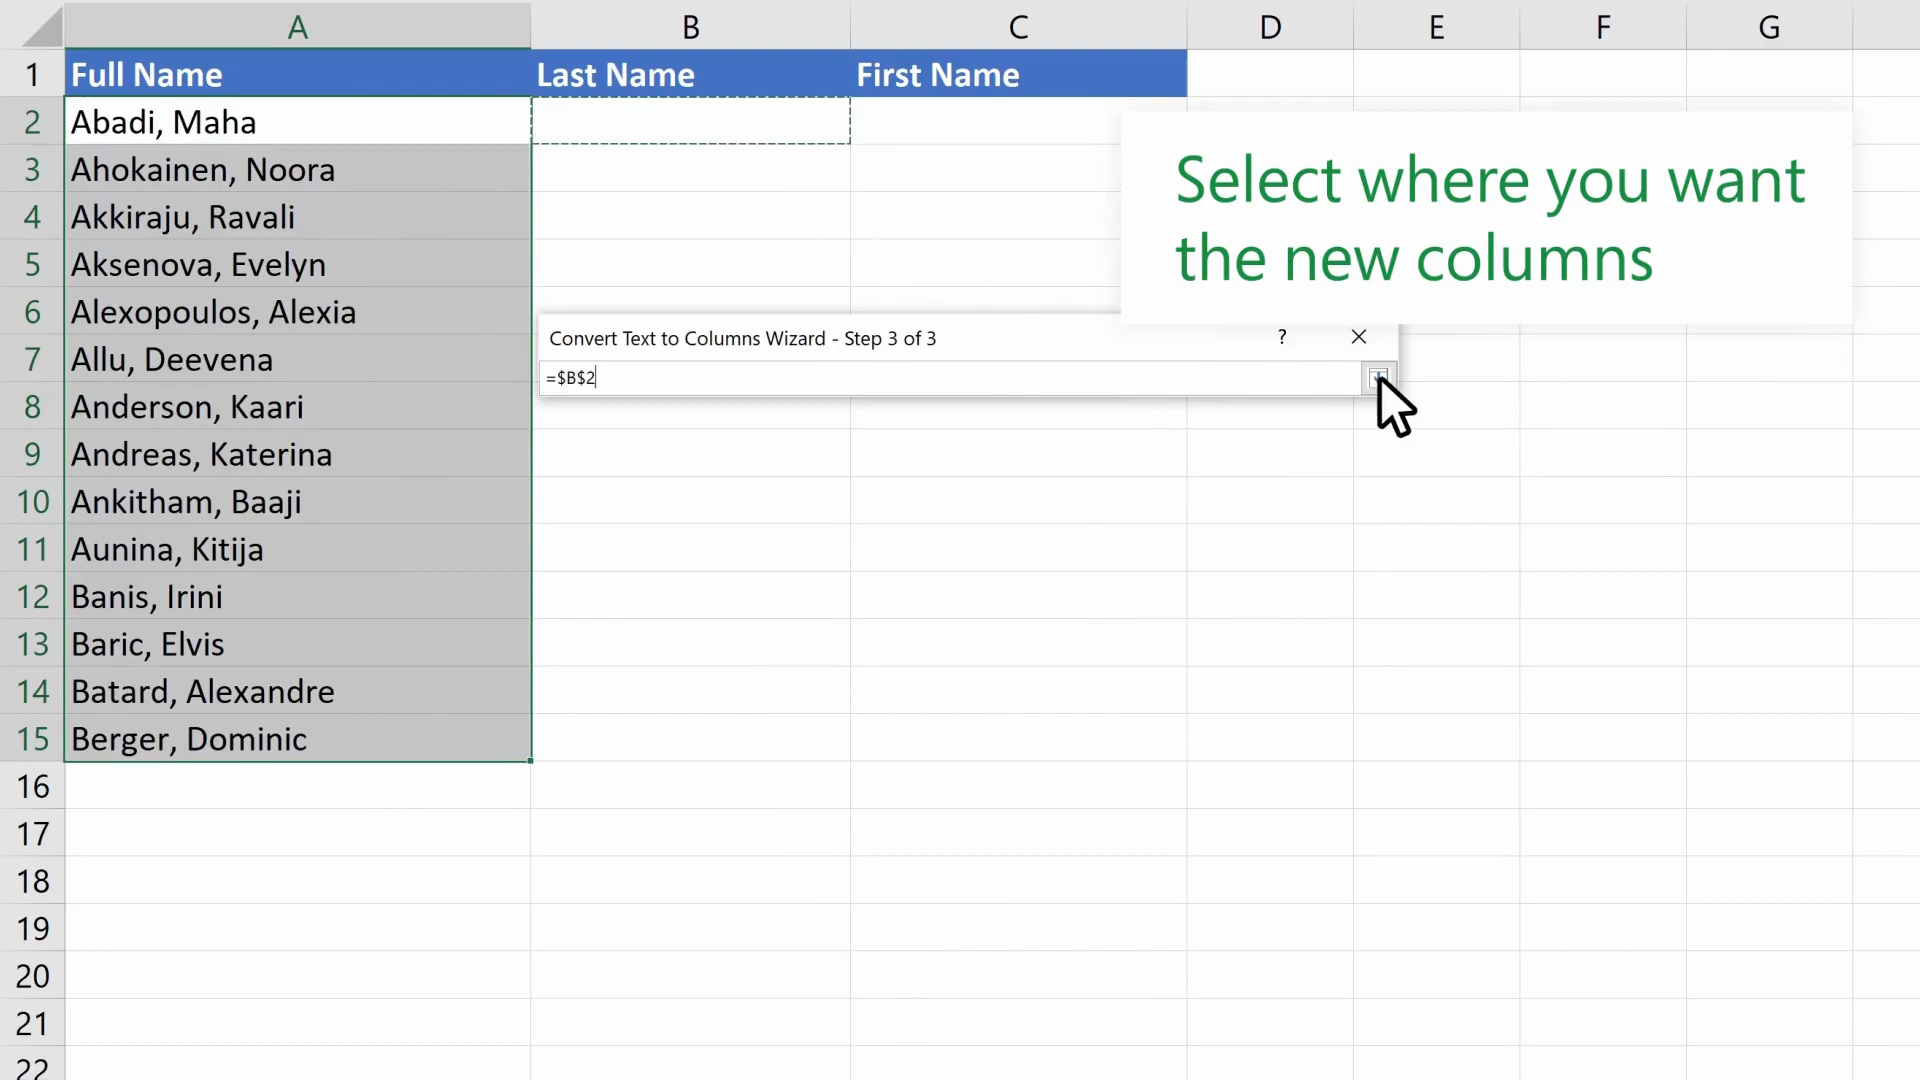 A B C D E F G
1 Full Name Last Name First Name
2 Abadi, Maha
3 Ahokainen, Noora
4 Akkiraju, Ravali
5 Aksenova, Evelyn
6 Alexopoulos, Alexia
7 Allu, Deevena
8 Anderson, Kaari
9 Andreas, Katerina
10 Ankitham, Baaji
11 Aunina, Kitija
12 Banis, Irini
13 Baric, Elvis
14 Batard, Alexandre
15 Berger, Dominic
16
17
18
19
20
21
22
Select where you want
the new columns
Convert Text to Columns Wizard - Step 3 of 3 ?
=$B$2